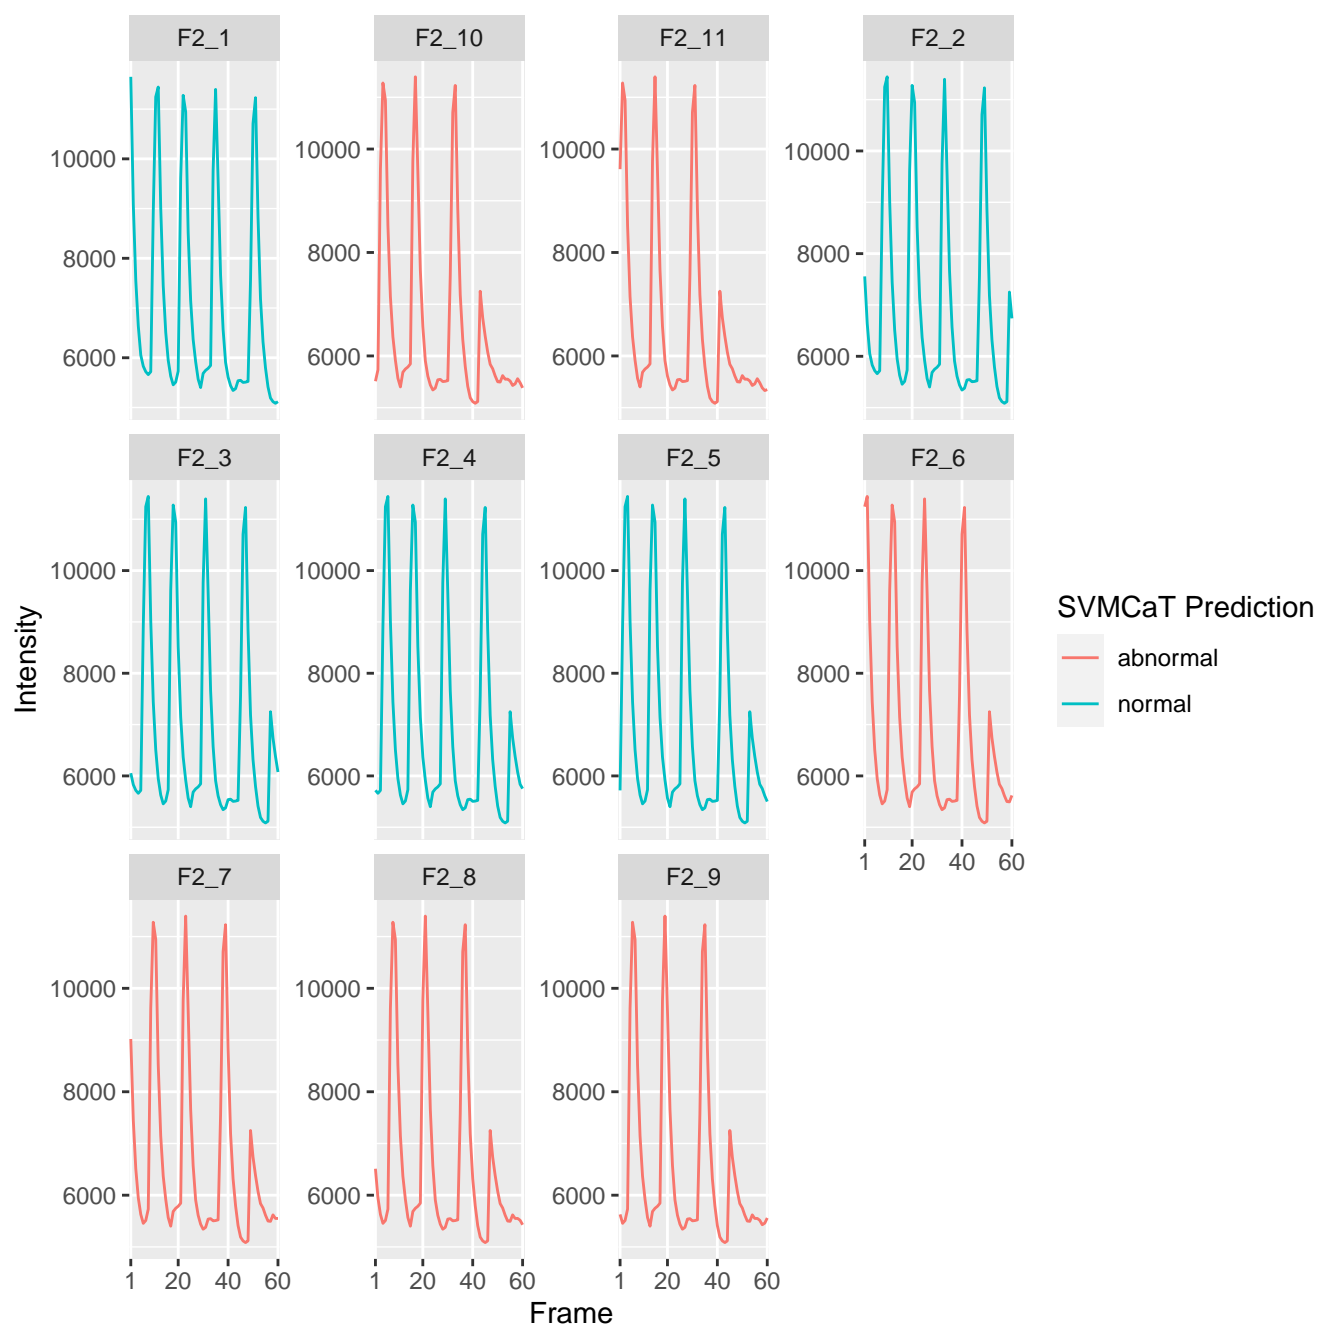 F2_1 F2_10 F2_11 F2_2
10000 10000 10000 10000
8000 8000 8000 8000
6000 6000 6000 6000
F2_3 F2_4 F2_5 F2_6
10000 10000 10000 10000
8000 8000 8000 8000
6000 6000 6000 6000
1 20 40 60
F2_7 F2_8 F2_9
10000 10000 10000
8000 8000 8000
6000 6000 6000
1 20 40 60 1 20 40 60 1 20 40 60
Frame
Intensity
SVMCaT Prediction
abnormal
normal